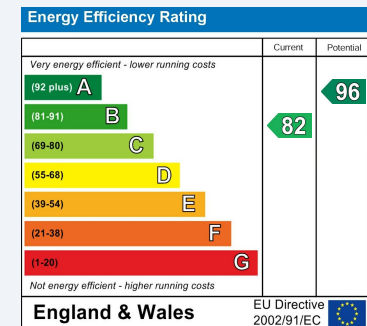 Energy Efficiency Rating
Current Potential
Very energy efficient - lower running costs
(92 plus) A
(81-91) B
(69-80) C
(55-68) D
(39-54) E
(21-38) F
(1-20) G
82
96
Not energy efficient - higher running costs
England & Wales
EU Directive
2002/91/EC